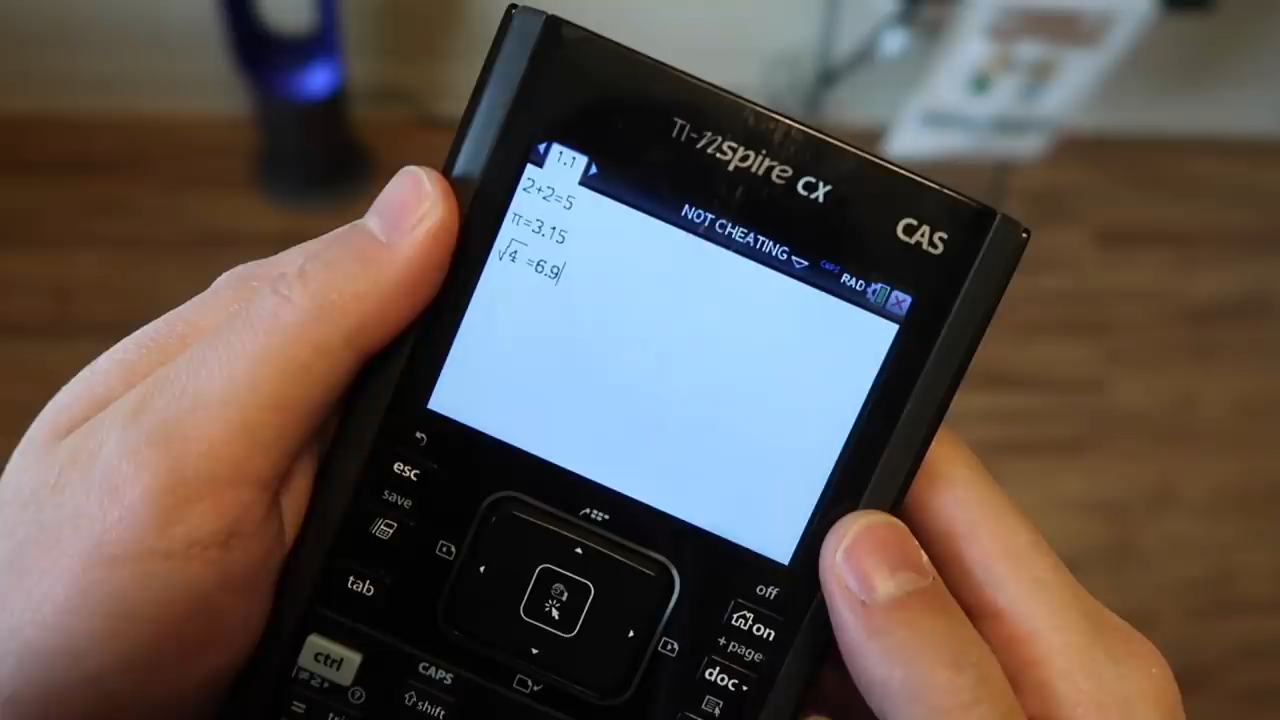 TI-nspire CX
CAS
1.1
NOT CHEATING
CAPS RAD
2+2=5
π=3.15
√4=6.9
esc
save
tab
ctrl
CAPS
shift
off
on
+ page
doc